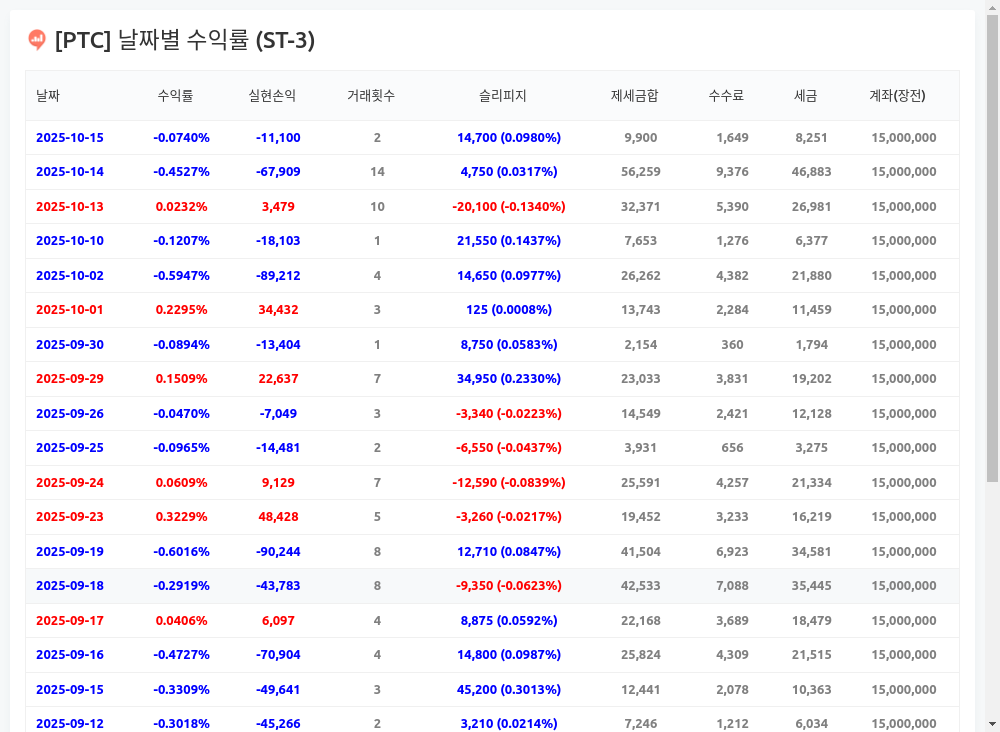 [PTC] 날짜별 수익률 (ST-3)
날짜 수익률 실현손익 거래횟수 슬리피지 제세금합 수수료 세금 계좌(장전)
2025-10-15 -0.0740% -11,100 2 14,700 (0.0980%) 9,900 1,649 8,251 15,000,000
2025-10-14 -0.4527% -67,909 14 4,750 (0.0317%) 56,259 9,376 46,883 15,000,000
2025-10-13 0.0232% 3,479 10 -20,100 (-0.1340%) 32,371 5,390 26,981 15,000,000
2025-10-10 -0.1207% -18,103 1 21,550 (0.1437%) 7,653 1,276 6,377 15,000,000
2025-10-02 -0.5947% -89,212 4 14,650 (0.0977%) 26,262 4,382 21,880 15,000,000
2025-10-01 0.2295% 34,432 3 125 (0.0008%) 13,743 2,284 11,459 15,000,000
2025-09-30 -0.0894% -13,404 1 8,750 (0.0583%) 2,154 360 1,794 15,000,000
2025-09-29 0.1509% 22,637 7 34,950 (0.2330%) 23,033 3,831 19,202 15,000,000
2025-09-26 -0.0470% -7,049 3 -3,340 (-0.0223%) 14,549 2,421 12,128 15,000,000
2025-09-25 -0.0965% -14,481 2 -6,550 (-0.0437%) 3,931 656 3,275 15,000,000
2025-09-24 0.0609% 9,129 7 -12,590 (-0.0839%) 25,591 4,257 21,334 15,000,000
2025-09-23 0.3229% 48,428 5 -3,260 (-0.0217%) 19,452 3,233 16,219 15,000,000
2025-09-19 -0.6016% -90,244 8 12,710 (0.0847%) 41,504 6,923 34,581 15,000,000
2025-09-18 -0.2919% -43,783 8 -9,350 (-0.0623%) 42,533 7,088 35,445 15,000,000
2025-09-17 0.0406% 6,097 4 8,875 (0.0592%) 22,168 3,689 18,479 15,000,000
2025-09-16 -0.4727% -70,904 4 14,800 (0.0987%) 25,824 4,309 21,515 15,000,000
2025-09-15 -0.3309% -49,641 3 45,200 (0.3013%) 12,441 2,078 10,363 15,000,000
2025-09-12 -0.3018% -45,266 2 3,210 (0.0214%) 7,246 1,212 6,034 15,000,000